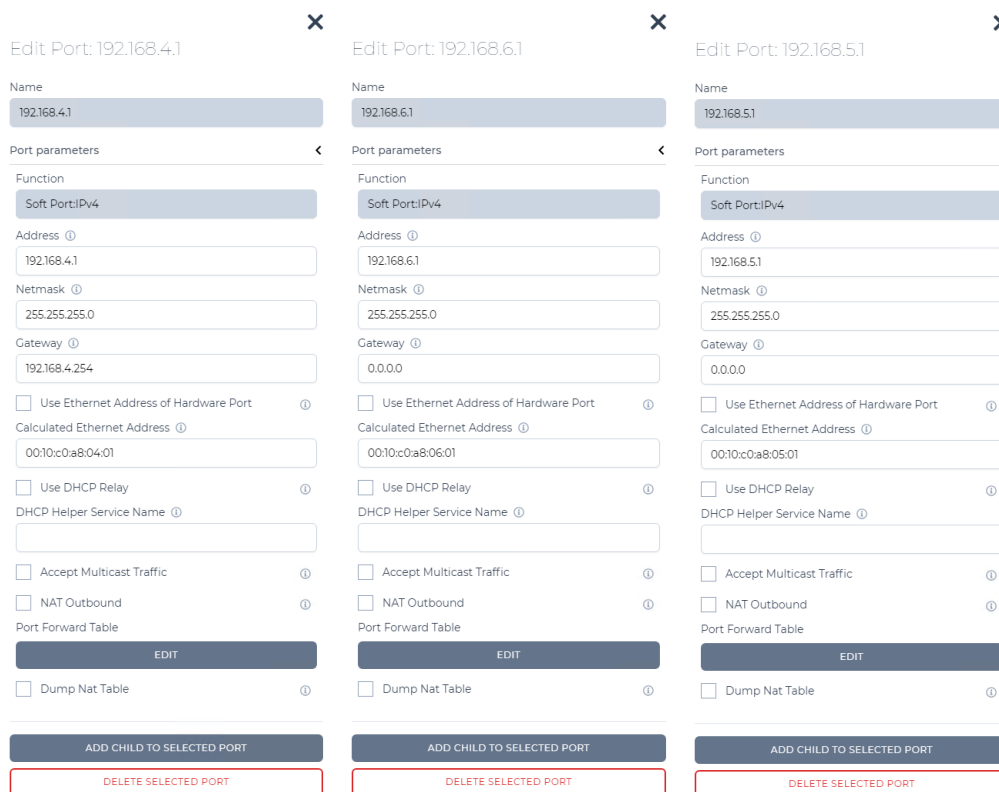 Edit Port: 192.168.4.1
Name
192.168.4.1
Port parameters
Function
Soft Port:IPv4
Address
192.168.4.1
Netmask
255.255.255.0
Gateway
192.168.4.254
Use Ethernet Address of Hardware Port
Calculated Ethernet Address
00:10:c0:a8:04:01
Use DHCP Relay
DHCP Helper Service Name
Accept Multicast Traffic
NAT Outbound
Port Forward Table
EDIT
Dump Nat Table
ADD CHILD TO SELECTED PORT
DELETE SELECTED PORT
Edit Port: 192.168.6.1
Name
192.168.6.1
Port parameters
Function
Soft Port:IPv4
Address
192.168.6.1
Netmask
255.255.255.0
Gateway
0.0.0.0
Use Ethernet Address of Hardware Port
Calculated Ethernet Address
00:10:c0:a8:06:01
Use DHCP Relay
DHCP Helper Service Name
Accept Multicast Traffic
NAT Outbound
Port Forward Table
EDIT
Dump Nat Table
ADD CHILD TO SELECTED PORT
DELETE SELECTED PORT
Edit Port: 192.168.5.1
Name
192.168.5.1
Port parameters
Function
Soft Port:IPv4
Address
192.168.5.1
Netmask
255.255.255.0
Gateway
0.0.0.0
Use Ethernet Address of Hardware Port
Calculated Ethernet Address
00:10:c0:a8:05:01
Use DHCP Relay
DHCP Helper Service Name
Accept Multicast Traffic
NAT Outbound
Port Forward Table
EDIT
Dump Nat Table
ADD CHILD TO SELECTED PORT
DELETE SELECTED PORT